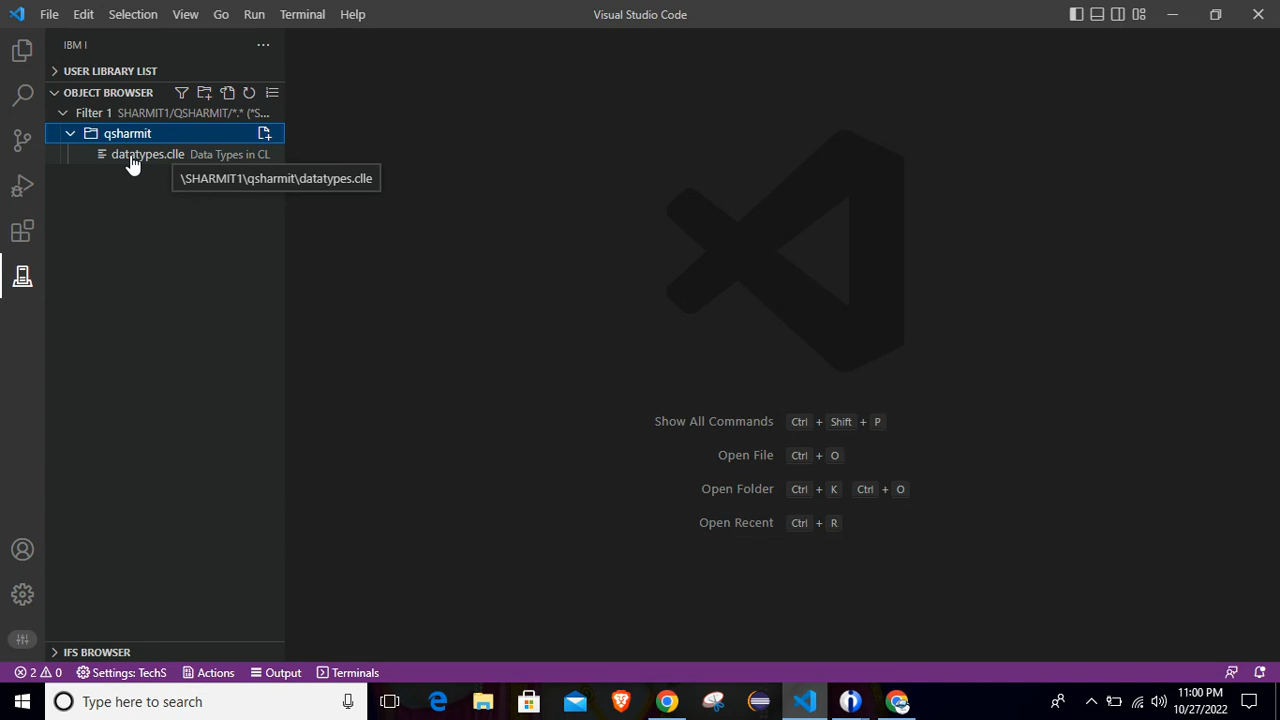 File Edit Selection View Go Run Terminal Help Visual Studio Code
IBM I ...
USER LIBRARY LIST
OBJECT BROWSER
Filter 1 SHARMIT1/QSHARMIT/*.* (*S...
qsharmit
datatypes.clle Data Types in CL
\SHARMIT1\qsharmit\datatypes.clle
Show All Commands Ctrl + Shift + P
Open File Ctrl + O
Open Folder Ctrl + K Ctrl + O
Open Recent Ctrl + R
IFS BROWSER
2 0 Settings: TechS Actions Output Terminals
Type here to search
11:00 PM
10/27/2022